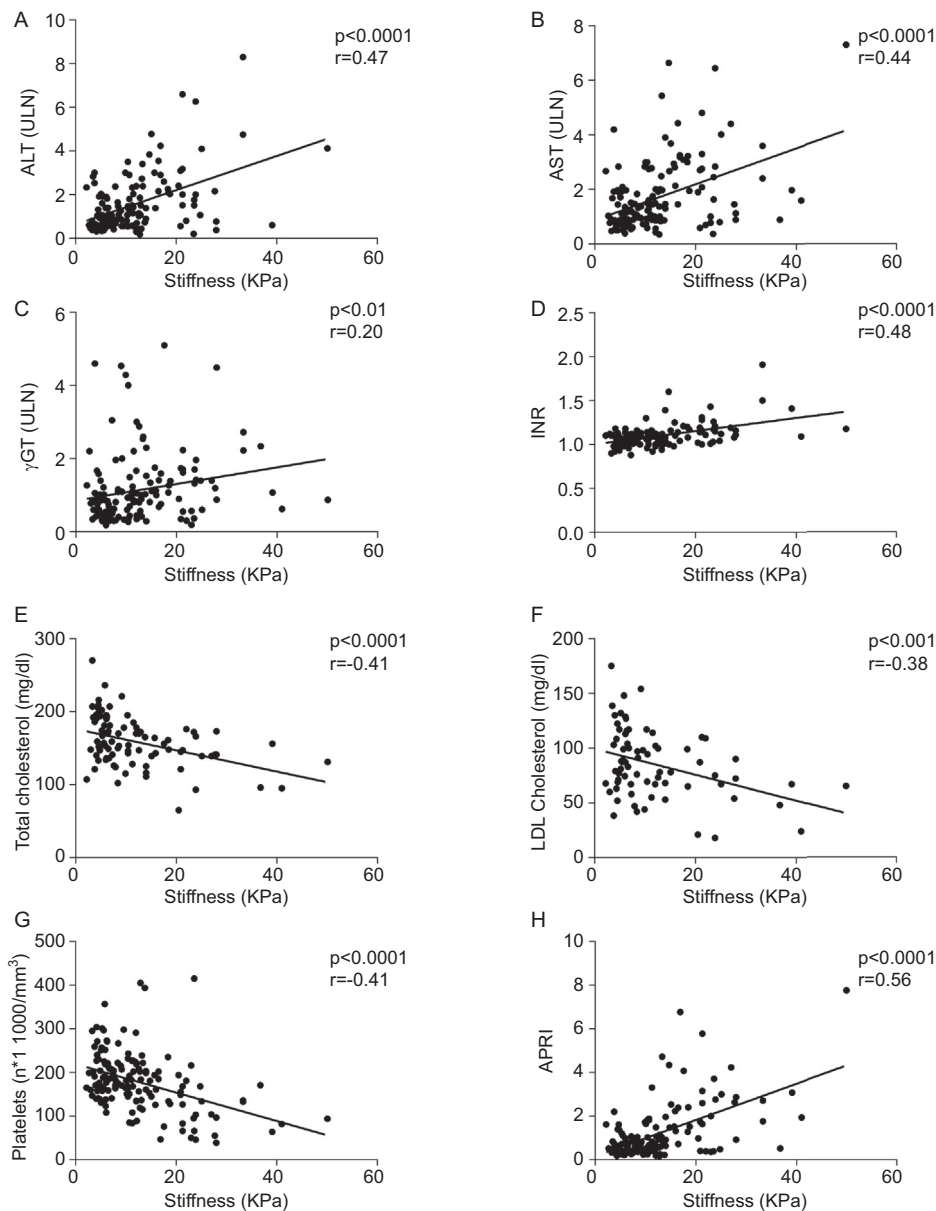 A
10
8
6
4
2
0
ALT (ULN)
p<0.0001
r=0.47
0 20 40 60
Stiffness (KPa)
B
8
6
4
2
0
AST (ULN)
p<0.0001
r=0.44
0 20 40 60
Stiffness (KPa)
C
6
4
2
0
γGT (ULN)
p<0.01
r=0.20
0 20 40 60
Stiffness (KPa)
D
2.5
2.0
1.5
1.0
0.5
0.0
INR
p<0.0001
r=0.48
0 20 40 60
Stiffness (KPa)
E
300
200
100
0
Total cholesterol (mg/dl)
p<0.0001
r=-0.41
0 20 40 60
Stiffness (KPa)
F
200
150
100
50
0
LDL Cholesterol (mg/dl)
p<0.001
r=-0.38
0 20 40 60
Stiffness (KPa)
G
500
400
300
200
100
0
Platelets (n*1 1000/mm³)
p<0.0001
r=-0.41
0 20 40 60
Stiffness (KPa)
H
10
8
6
4
2
0
APRI
p<0.0001
r=0.56
0 20 40 60
Stiffness (KPa)